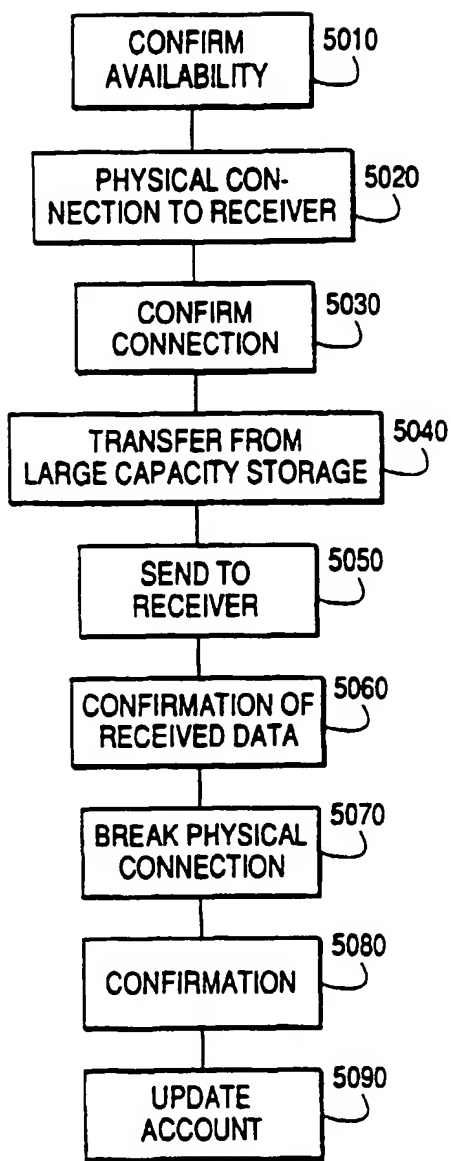 CONFIRM
AVAILABILITY
5010
PHYSICAL CON-
NECTION TO RECEIVER
5020
CONFIRM
CONNECTION
5030
TRANSFER FROM
LARGE CAPACITY STORAGE
5040
SEND TO
RECEIVER
5050
CONFIRMATION OF
RECEIVED DATA
5060
BREAK PHYSICAL
CONNECTION
5070
CONFIRMATION
5080
UPDATE
ACCOUNT
5090